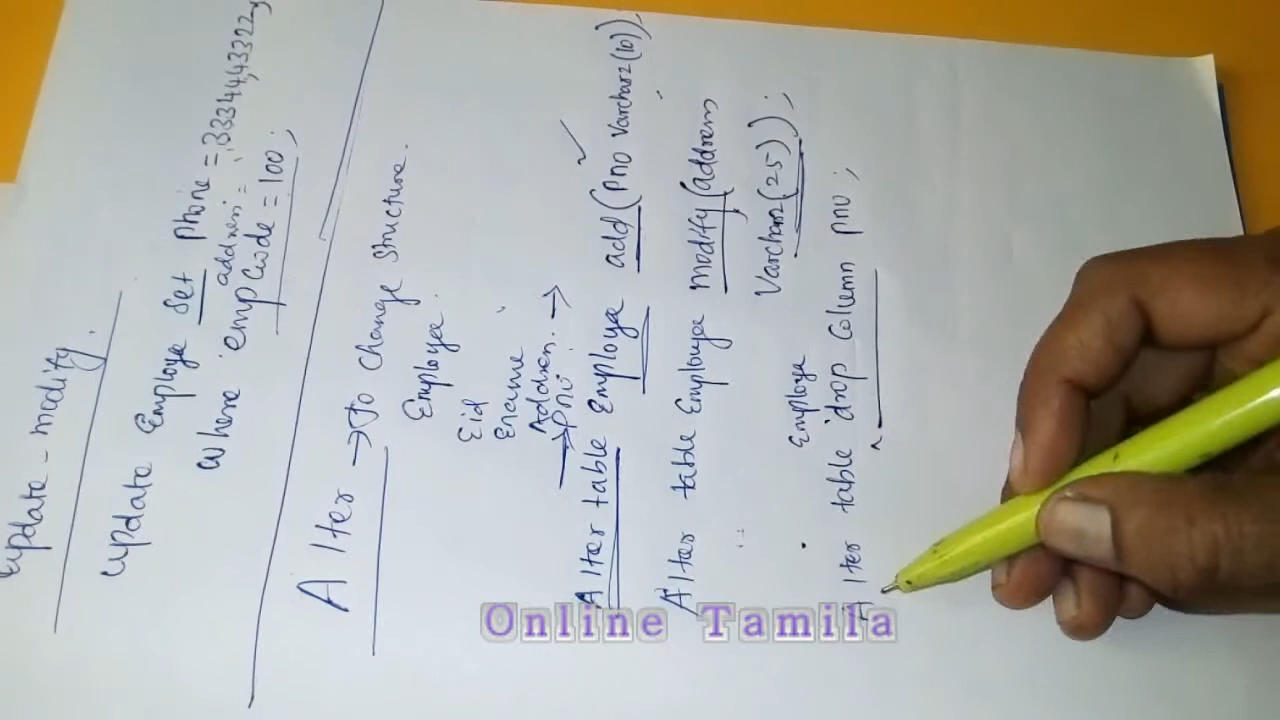 update - modify.
update Employe set phone = 3334443322,
address = '
where empcode = 100;
Alter → To change structure.
Employee.
Eid
Ename
Address. →
→ Pno
Alter table Employe add (pno varchar2(10));
Alter table Employe modify (address
varchar2(25));
Employe
Alter table drop column pno;
Online Tamila